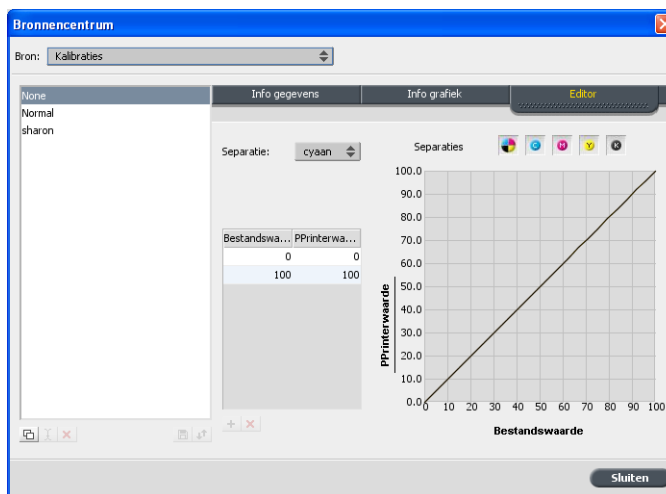 Bronnencentrum
Bron: Kalibraties
None
Normal
sharon
Info gegevens Info grafiek Editor
Separatie: cyaan
Separaties C M Y K
Bestandswa... PPrinterwa...
0 0
100 100
100.0
90.0
80.0
70.0
60.0
50.0
40.0
30.0
20.0
10.0
0.0
PPrinterwaarde
0 10 20 30 40 50 60 70 80 90 100
Bestandswaarde
Sluiten